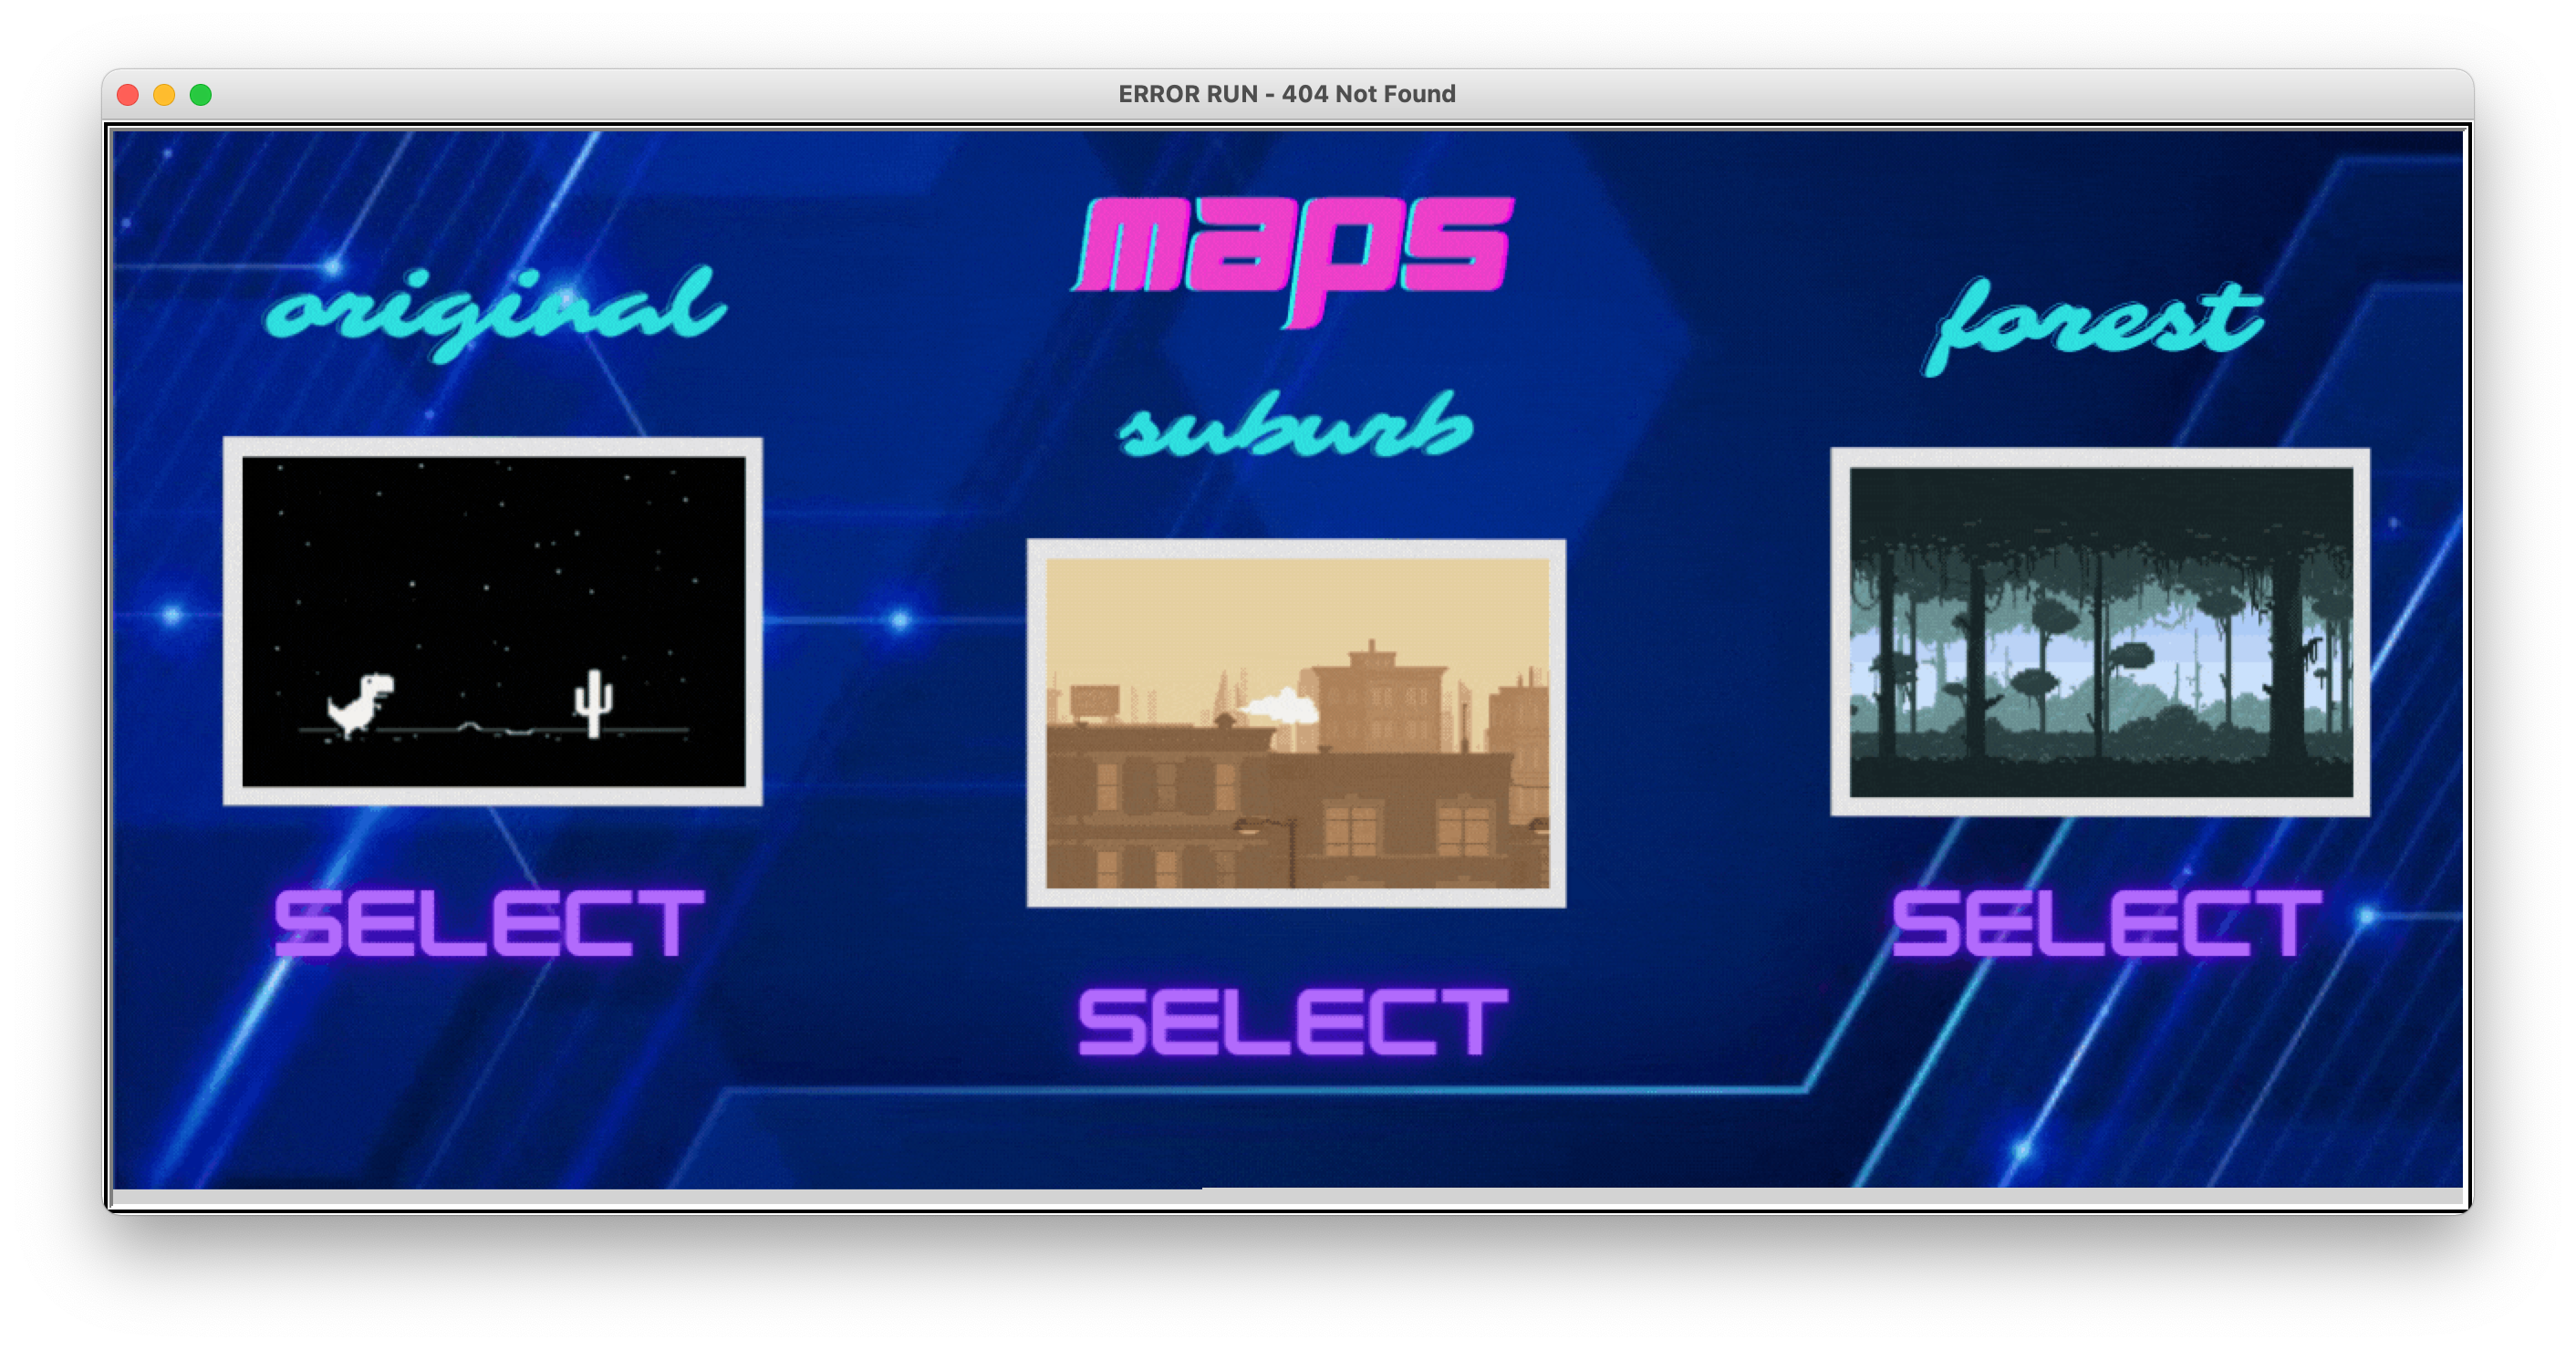 ERROR RUN - 404 Not Found
maps
original
suburb
forest
SELECT
SELECT
SELECT